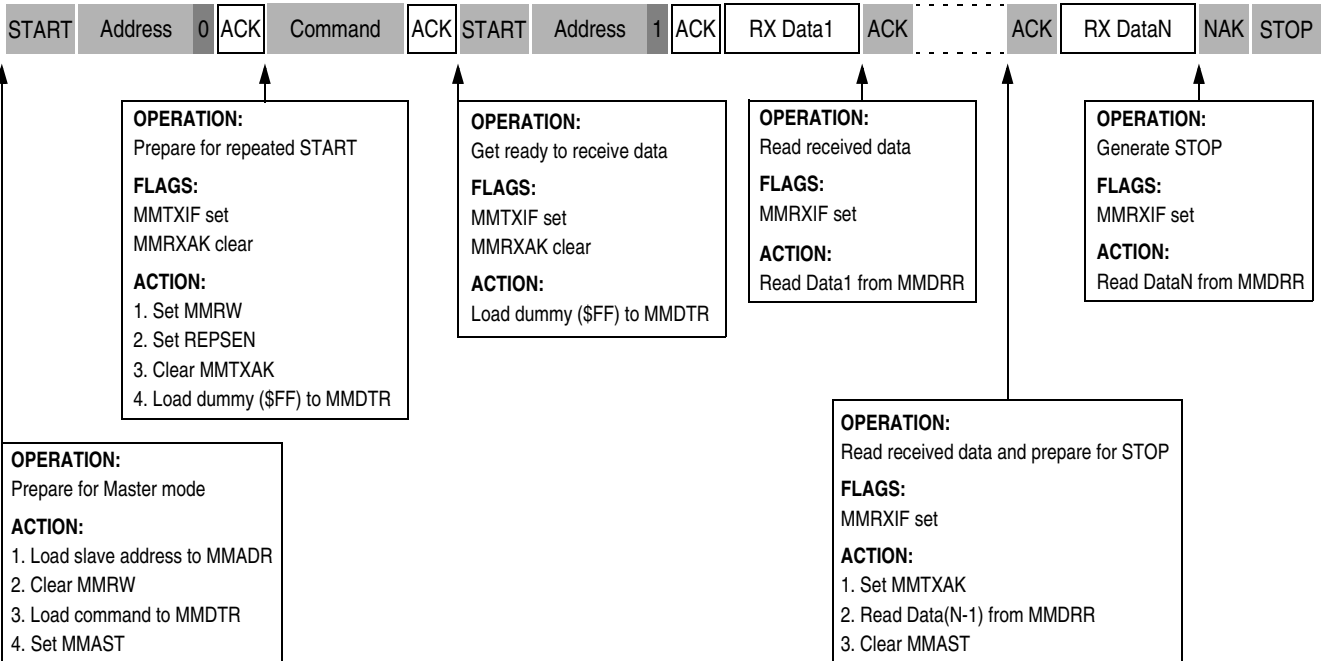 START Address 0 ACK Command ACK START Address 1 ACK RX Data1 ACK ACK RX DataN NAK STOP
OPERATION:
Prepare for repeated START
FLAGS:
MMTXIF set
MMRXAK clear
ACTION:
1. Set MMRW
2. Set REPSEN
3. Clear MMTXAK
4. Load dummy ($FF) to MMDTR
OPERATION:
Get ready to receive data
FLAGS:
MMTXIF set
MMRXAK clear
ACTION:
Load dummy ($FF) to MMDTR
OPERATION:
Read received data
FLAGS:
MMRXIF set
ACTION:
Read Data1 from MMDRR
OPERATION:
Generate STOP
FLAGS:
MMRXIF set
ACTION:
Read DataN from MMDRR
OPERATION:
Prepare for Master mode
ACTION:
1. Load slave address to MMADR
2. Clear MMRW
3. Load command to MMDTR
4. Set MMAST
OPERATION:
Read received data and prepare for STOP
FLAGS:
MMRXIF set
ACTION:
1. Set MMTXAK
2. Read Data(N-1) from MMDRR
3. Clear MMAST